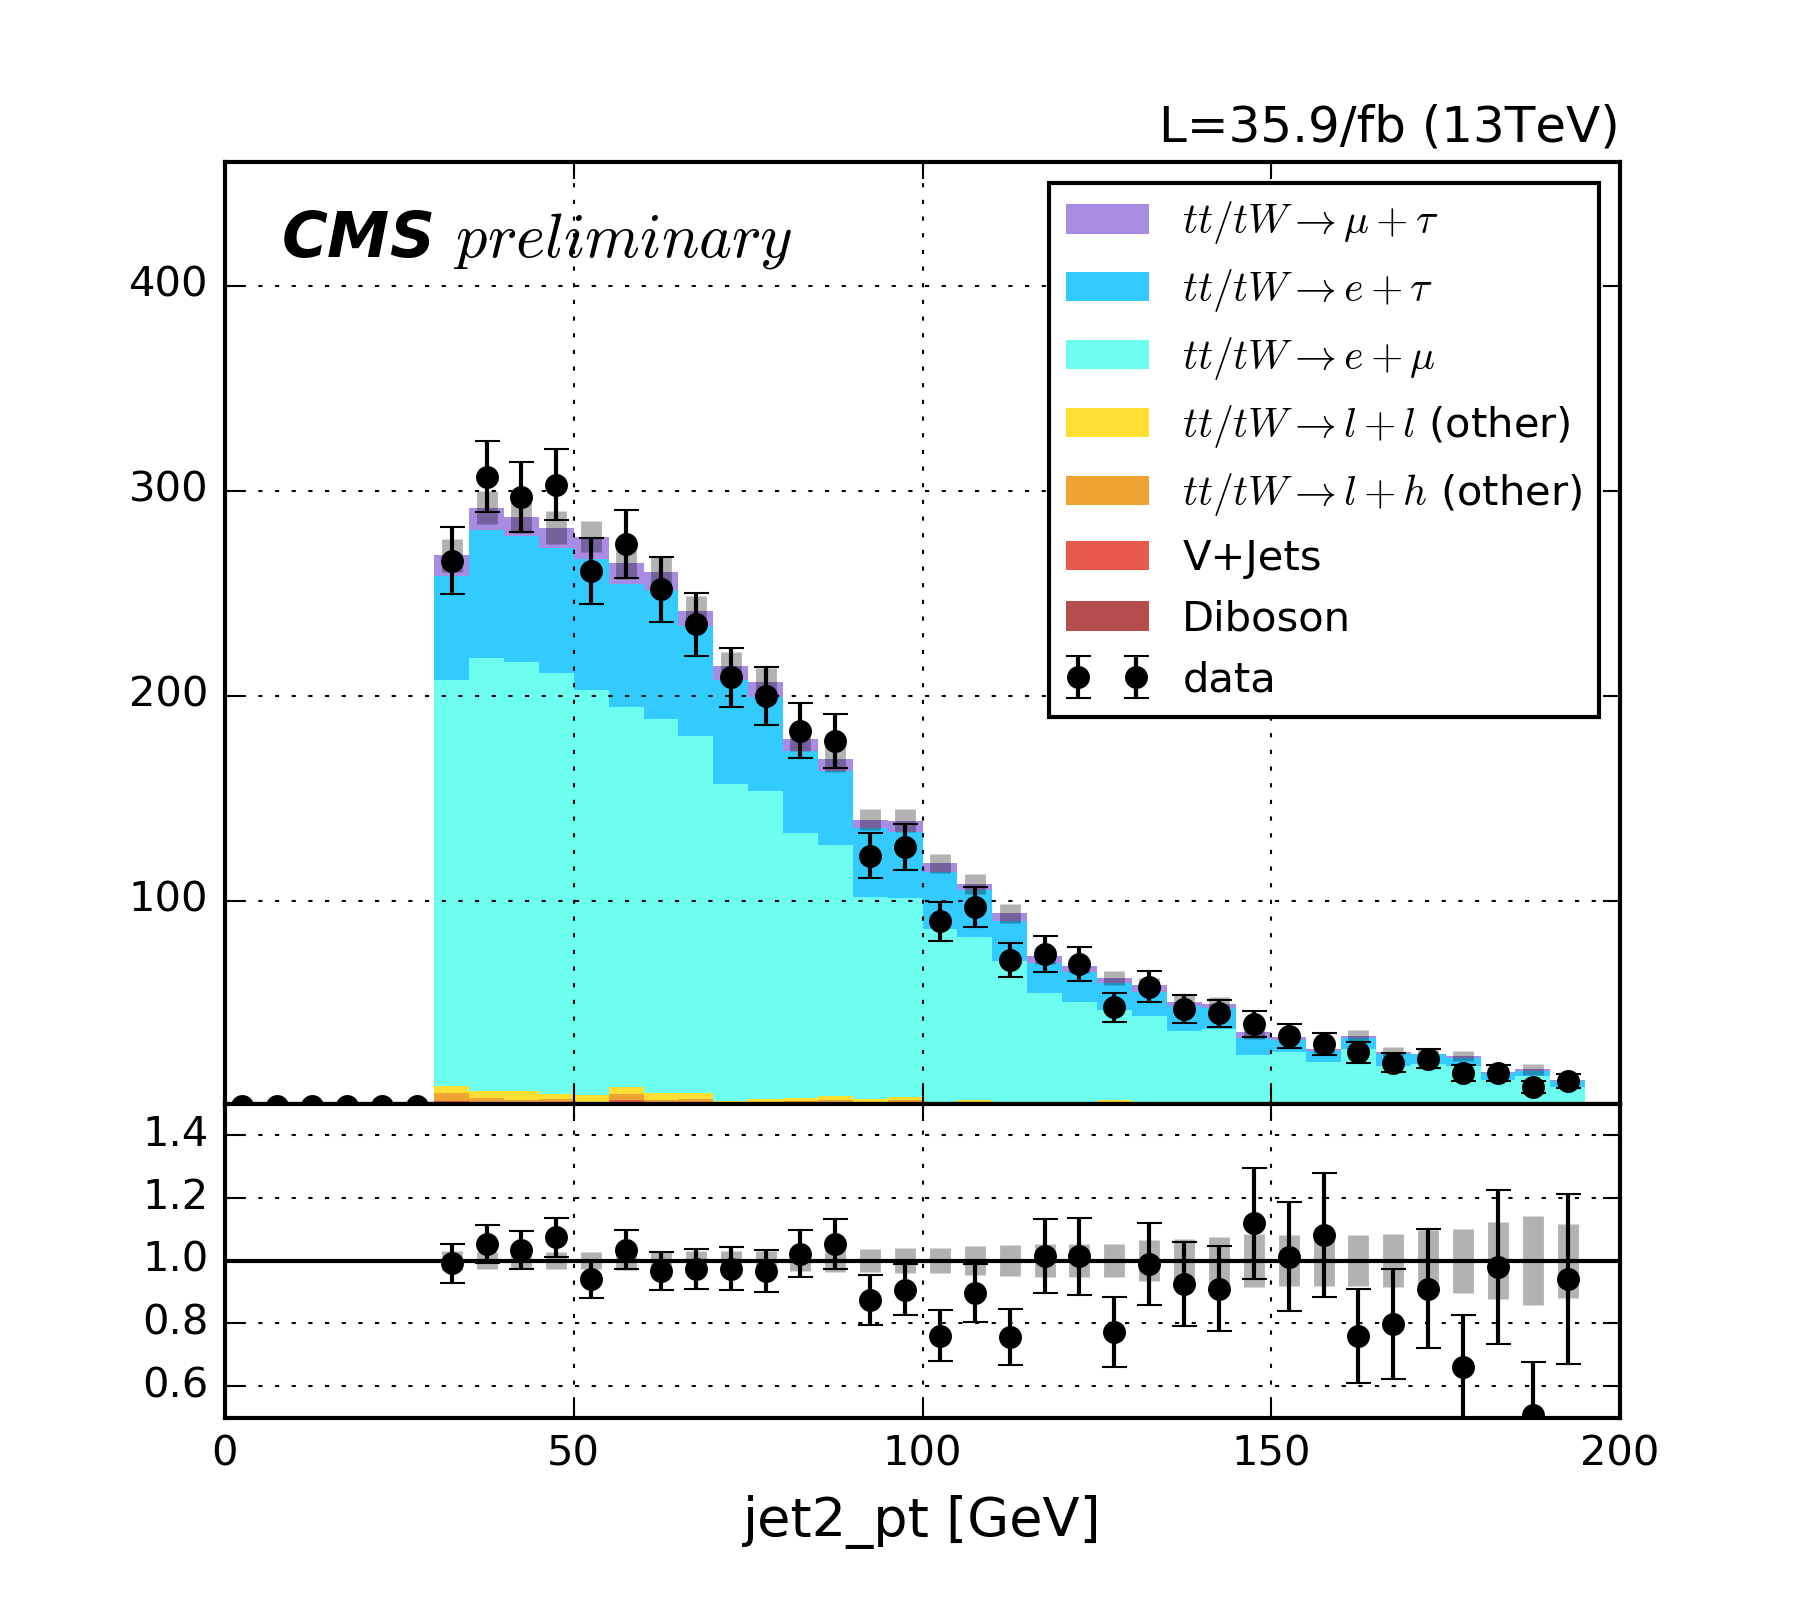 L=35.9/fb (13TeV)
CMS preliminary
tt/tW → μ + τ
tt/tW → e + τ
tt/tW → e + μ
tt/tW → l + l (other)
tt/tW → l + h (other)
V+Jets
Diboson
data
400
300
200
100
1.4
1.2
1.0
0.8
0.6
0 50 100 150 200
jet2_pt [GeV]